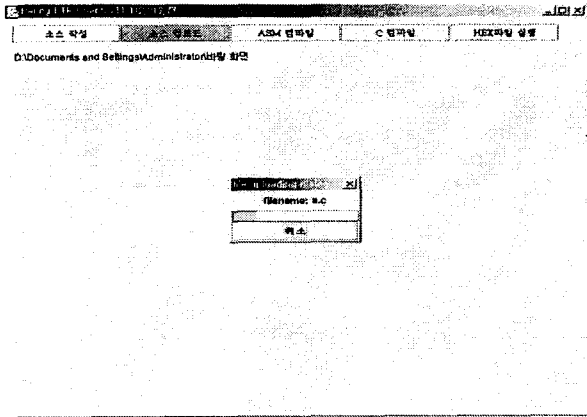 소스 작성 소스 업로드 ASM 컴파일 C 컴파일 HEX파일 실행
D:\Documents and Settings\Administrator\바탕 화면
filename: a.c
취소